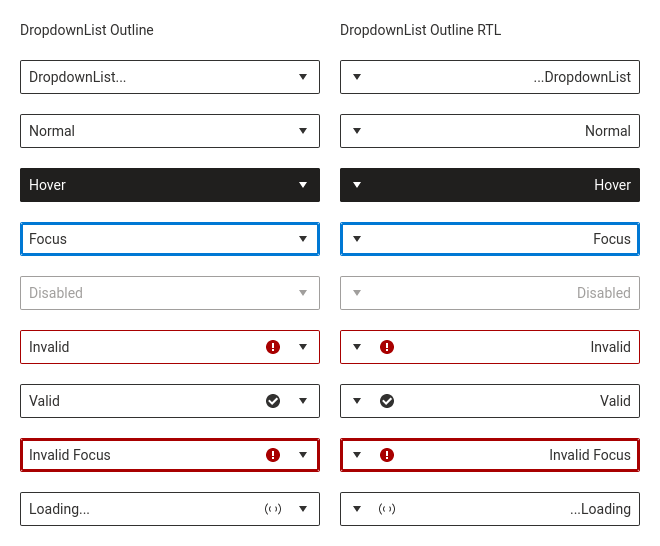 DropdownList Outline
DropdownList...
Normal
Hover
Focus
Disabled
Invalid
Valid
Invalid Focus
Loading...
DropdownList Outline RTL
...DropdownList
Normal
Hover
Focus
Disabled
Invalid
Valid
Invalid Focus
...Loading